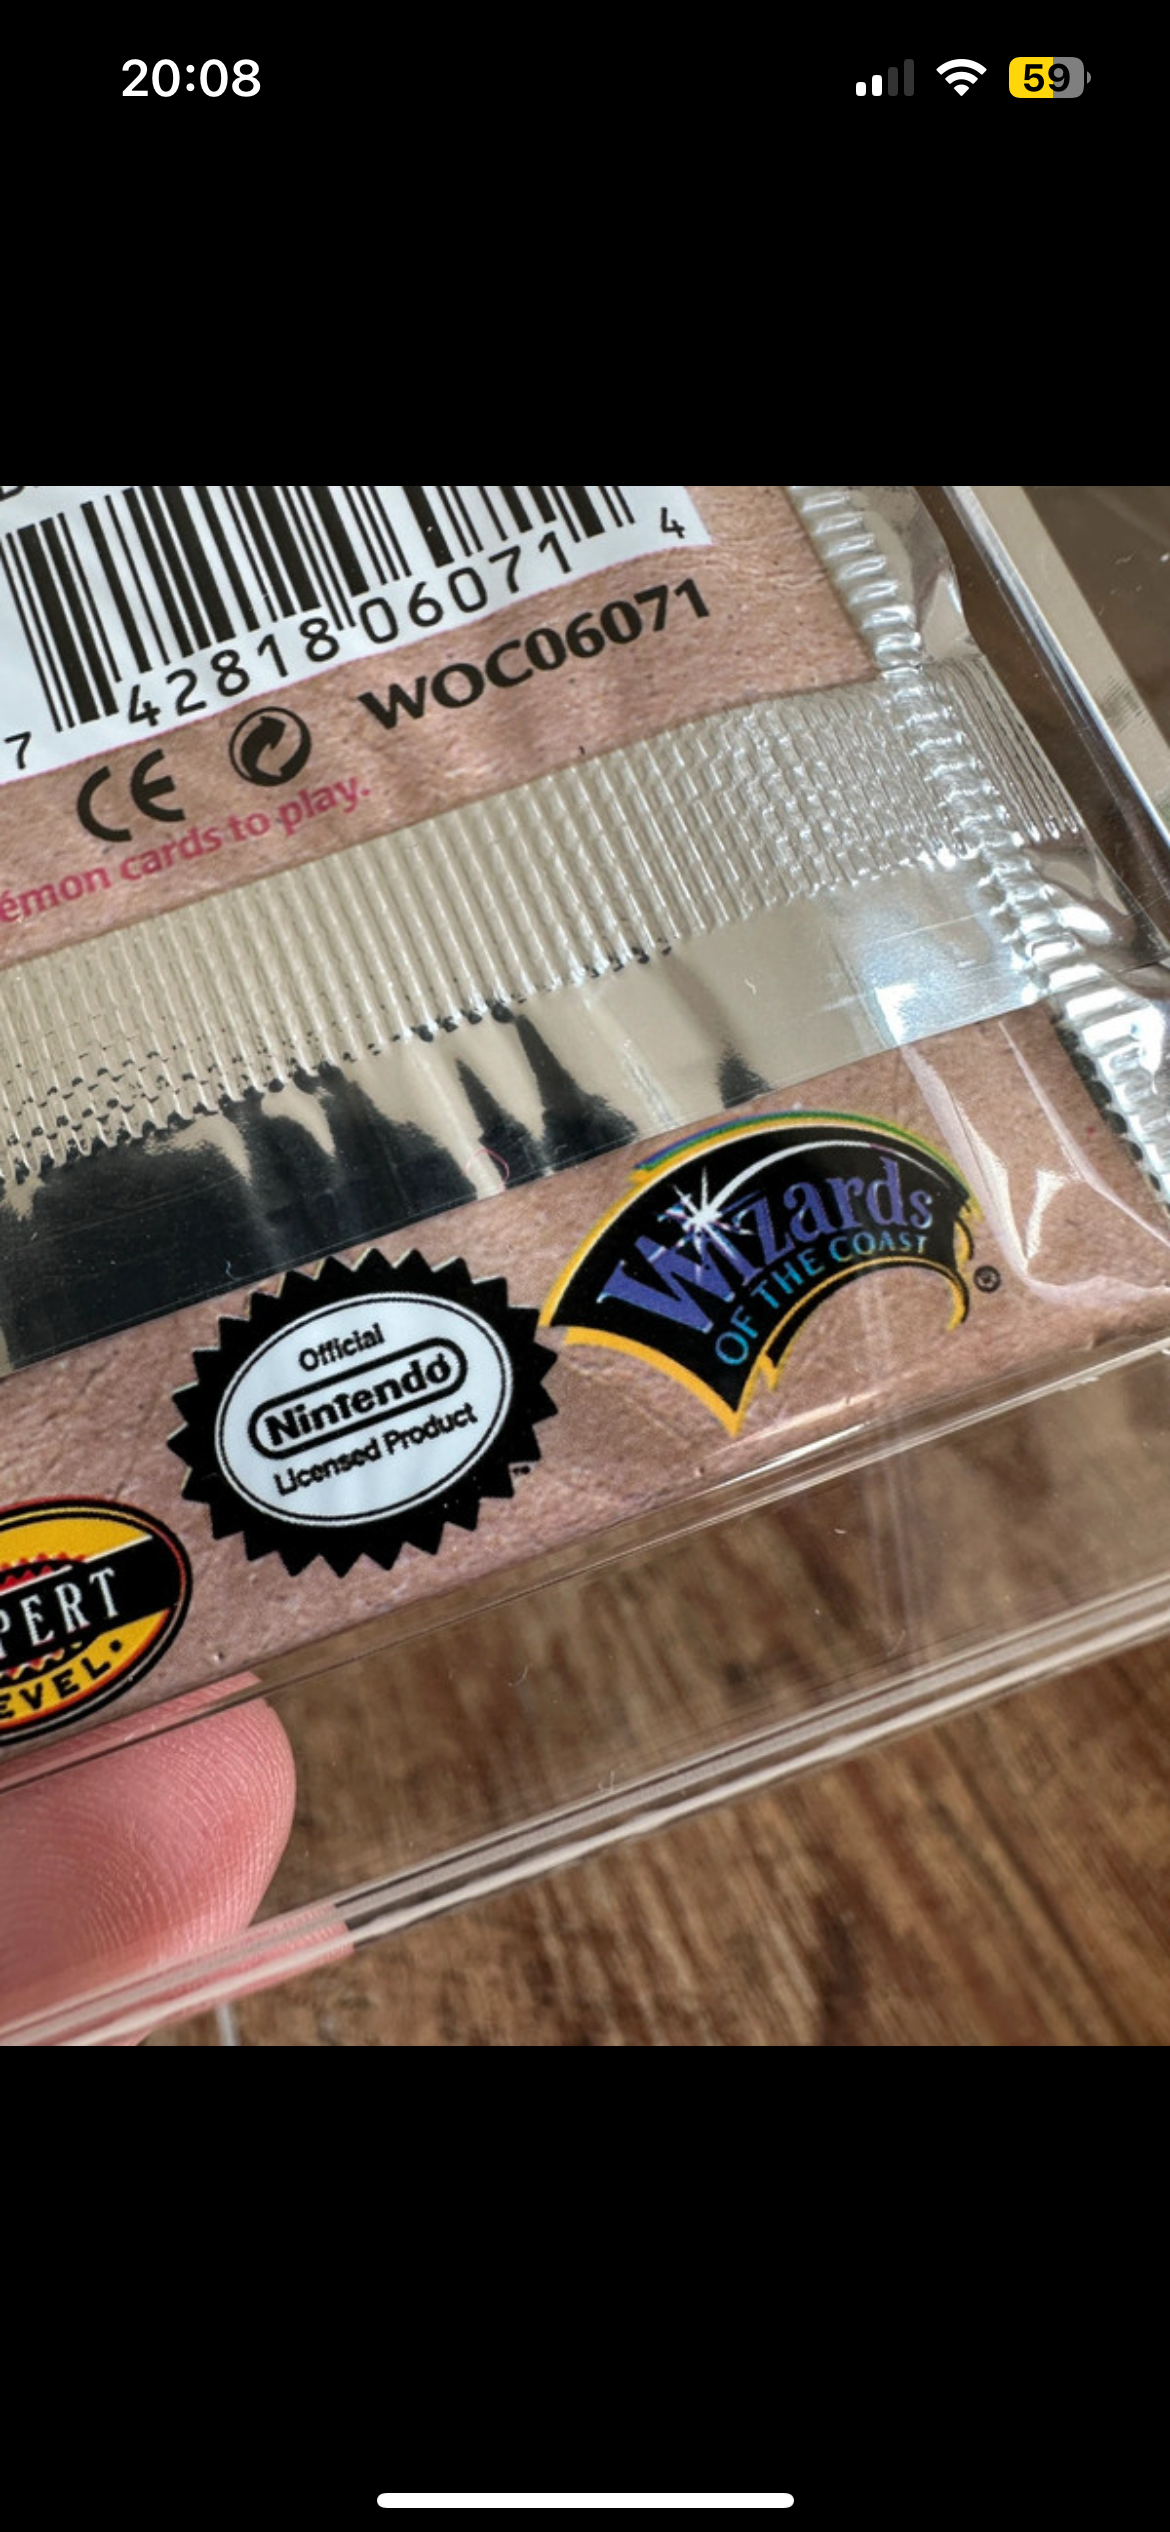 20:08
59
7 42818 06071 4
WOC06071
CE
émon cards to play.
Wizards
OF THE COAST
®
Official
Nintendo
Licensed Product
™
PERT
EVEL